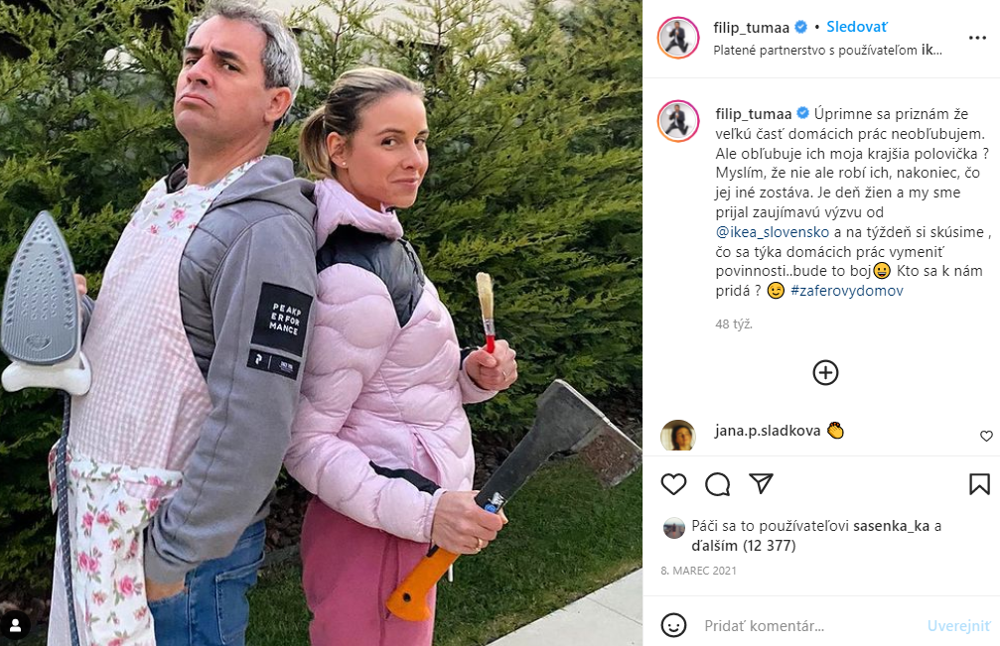 filip_tumaa • Sledovať
Platené partnerstvo s používateľom ik...
filip_tumaa Úprimne sa priznám že
veľkú časť domácich prác neobľubujem.
Ale obľubuje ich moja krajšia polovička ?
Myslím, že nie ale robí ich, nakoniec, čo
jej iné zostáva. Je deň žien a my sme
prijal zaujímavú výzvu od
@ikea_slovensko a na týždeň si skúsime ,
čo sa týka domácich prác vymeniť
povinnosti..bude to boj😀 Kto sa k nám
pridá ? 😉 #zaferovydomov
48 týž.
jana.p.sladkova 👏
Páči sa to používateľovi sasenka_ka a
ďalším (12 377)
8. MAREC 2021
Pridať komentár...
Uverejniť
PEAKP
ERFOR
MANCE